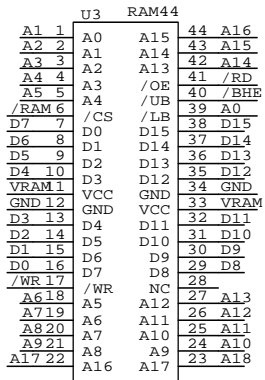 U3 RAM44
A1 1 A0 A15 44 A16
A2 2 A1 A14 43 A15
A3 3 A2 A13 42 A14
A4 4 A3 /OE 41 /RD
A5 5 A4 /UB 40 /BHE
/RAM 6 /CS /LB 39 A0
D7 7 D0 D15 38 D15
D6 8 D1 D14 37 D14
D5 9 D2 D13 36 D13
D4 10 D3 D12 35 D12
VRAM 11 VCC GND 34 GND
GND 12 GND VCC 33 VRAM
D3 13 D4 D11 32 D11
D2 14 D5 D10 31 D10
D1 15 D6 D9 30 D9
D0 16 D7 D8 29 D8
/WR 17 /WR NC 28
A6 18 A5 A12 27 A13
A7 19 A6 A11 26 A12
A8 20 A7 A10 25 A11
A9 21 A8 A9 24 A10
A17 22 A16 A17 23 A18